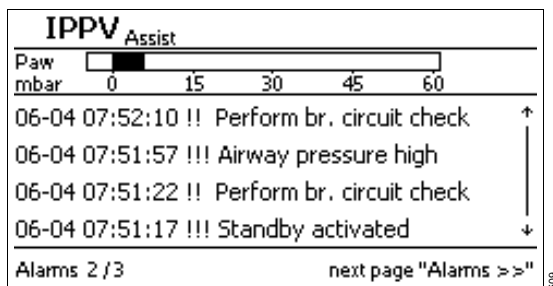 IPPV Assist
Paw
mbar 0 15 30 45 60
06-04 07:52:10 !! Perform br. circuit check
06-04 07:51:57 !!! Airway pressure high
06-04 07:51:22 !! Perform br. circuit check
06-04 07:51:17 !!! Standby activated
Alarms 2/3 next page "Alarms >>"